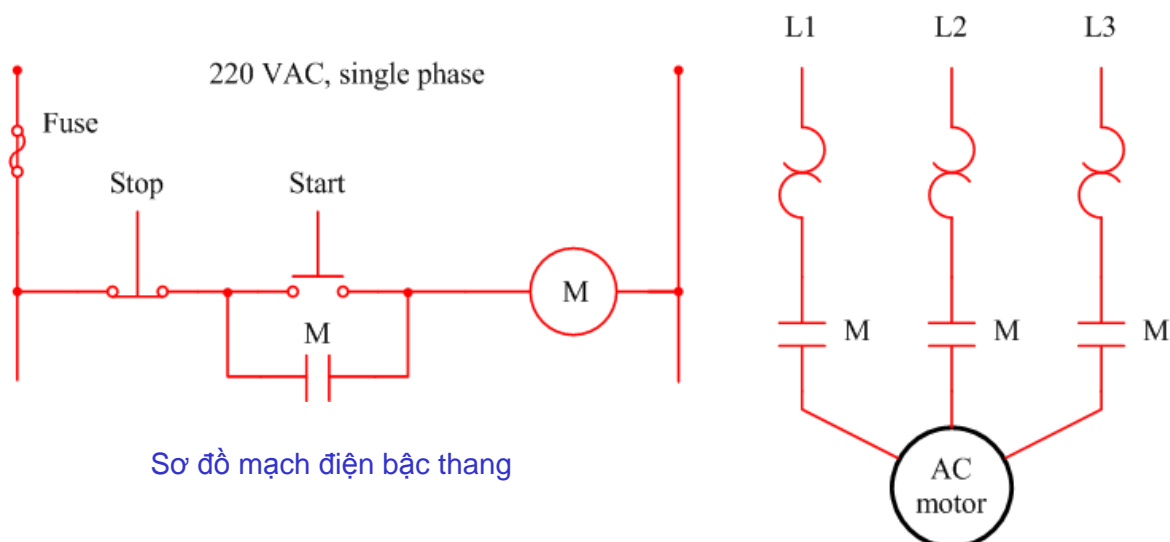 220 VAC, single phase
Fuse
Stop
Start
M
M
Sơ đồ mạch điện bậc thang
L1
L2
L3
M
M
M
AC
motor